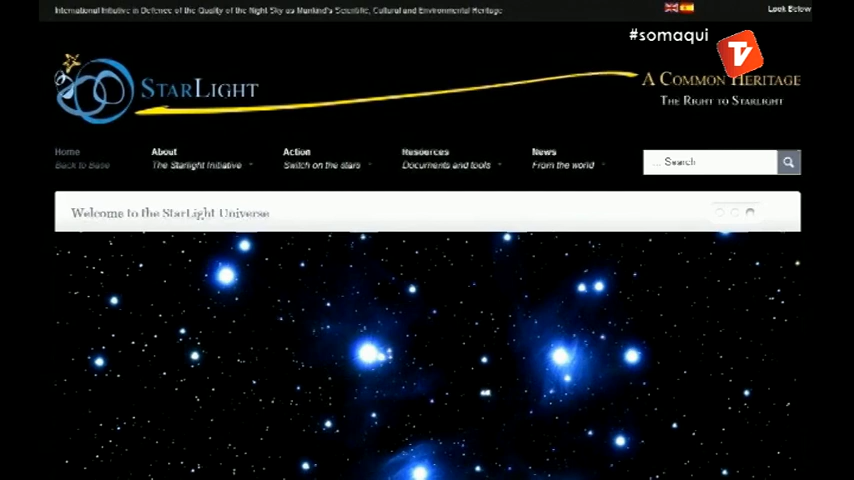 International Initiative in Defence of the Quality of the Night Sky as Mankind's Scientific, Cultural and Environmental Heritage
Look Below
#somaqui
TV
STARLIGHT
A COMMON HERITAGE
THE RIGHT TO STARLIGHT
Home
Back to Base
About
The Starlight Initiative
Action
Switch on the stars
Resources
Documents and tools
News
From the world
... Search
Welcome to the StarLight Universe